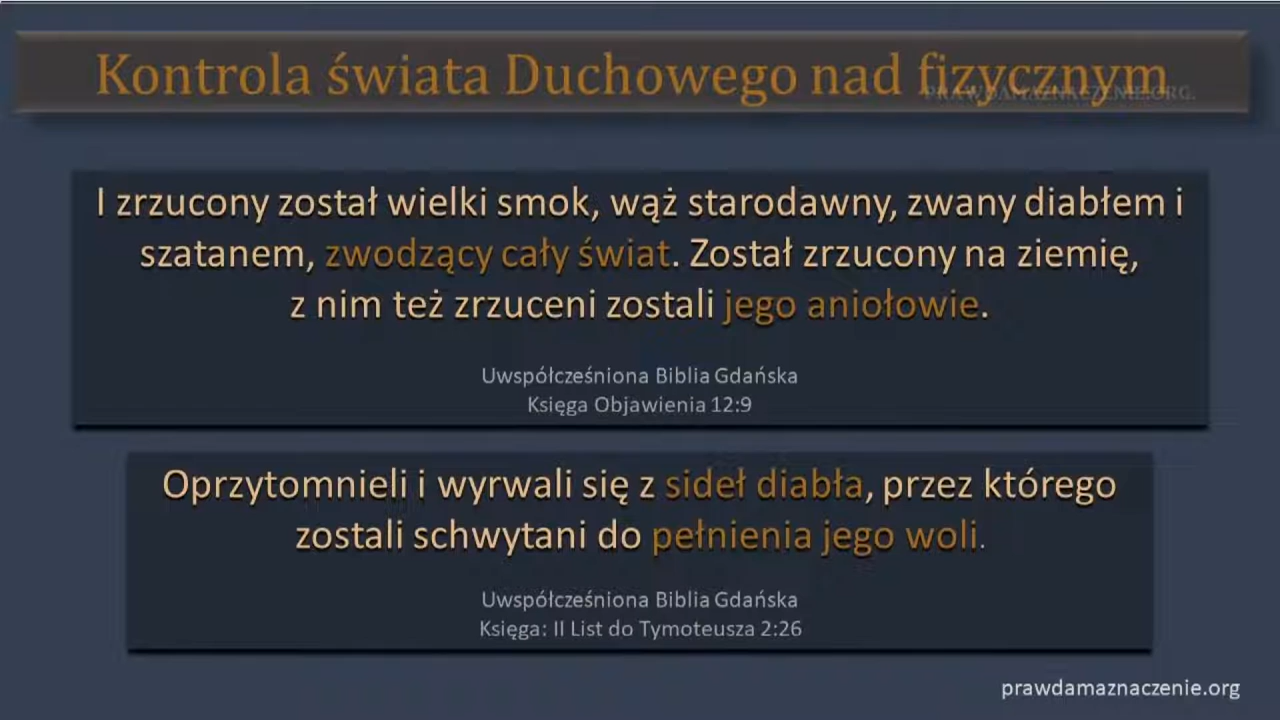 Kontrola świata Duchowego nad fizycznym
PRAWDAMAZNACZENIE.ORG.
I zrzucony został wielki smok, wąż starodawny, zwany diabłem i
szatanem, zwodzący cały świat. Został zrzucony na ziemię,
z nim też zrzuceni zostali jego aniołowie.
Uwspółcześniona Biblia Gdańska
Księga Objawienia 12:9
Oprzytomnieli i wyrwali się z sideł diabła, przez którego
zostali schwytani do pełnienia jego woli.
Uwspółcześniona Biblia Gdańska
Księga: II List do Tymoteusza 2:26
prawdamaznaczenie.org